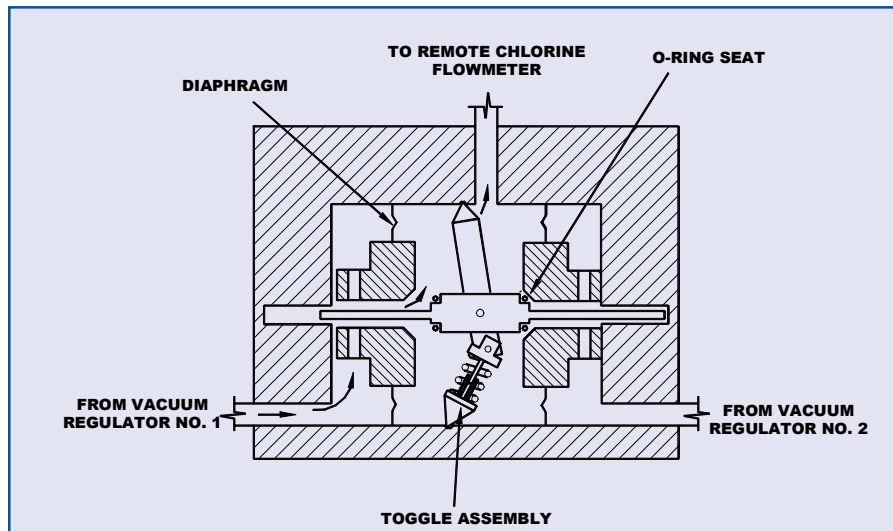 TO REMOTE CHLORINE
FLOWMETER
O-RING SEAT
DIAPHRAGM
FROM VACUUM
REGULATOR NO. 1
FROM VACUUM
REGULATOR NO. 2
TOGGLE ASSEMBLY